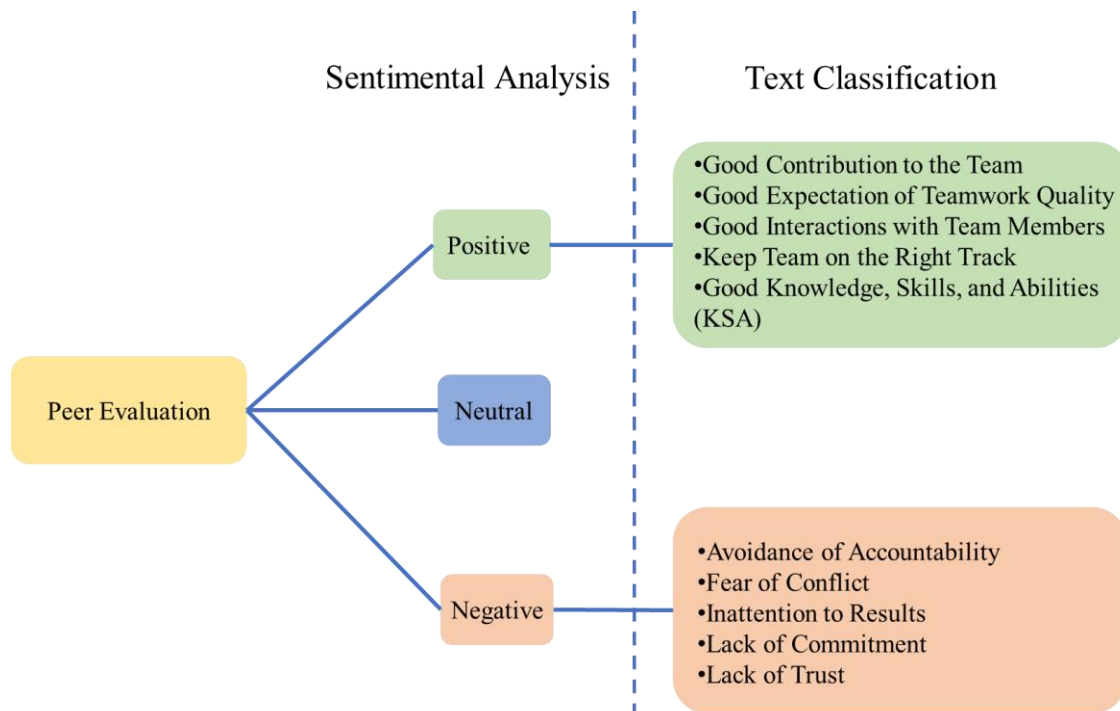 Sentimental Analysis
Text Classification
•Good Contribution to the Team
•Good Expectation of Teamwork Quality
•Good Interactions with Team Members
•Keep Team on the Right Track
•Good Knowledge, Skills, and Abilities
(KSA)
Positive
Peer Evaluation
Neutral
Negative
•Avoidance of Accountability
•Fear of Conflict
•Inattention to Results
•Lack of Commitment
•Lack of Trust